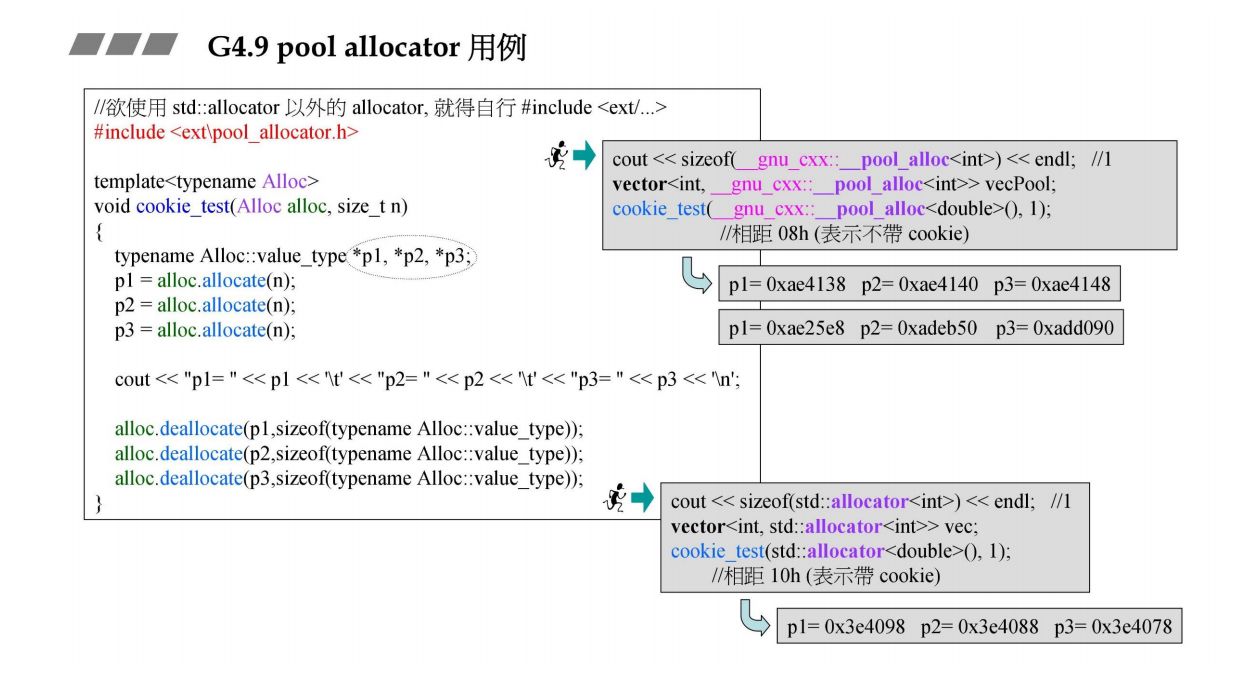 G4.9 pool allocator 用例
//欲使用 std::allocator 以外的 allocator, 就得自行 #include <ext/...>
#include <ext\pool_allocator.h>
template<typename Alloc>
void cookie_test(Alloc alloc, size_t n)
{
typename Alloc::value_type *p1, *p2, *p3;
p1 = alloc.allocate(n);
p2 = alloc.allocate(n);
p3 = alloc.allocate(n);
cout << "p1= " << p1 << '\t' << "p2= " << p2 << '\t' << "p3= " << p3 << '\n';
alloc.deallocate(p1,sizeof(typename Alloc::value_type));
alloc.deallocate(p2,sizeof(typename Alloc::value_type));
alloc.deallocate(p3,sizeof(typename Alloc::value_type));
}
cout << sizeof(__gnu_cxx::__pool_alloc<int>) << endl; //1
vector<int, __gnu_cxx::__pool_alloc<int>> vecPool;
cookie_test(__gnu_cxx::__pool_alloc<double>(), 1);
//相距 08h (表示不帶 cookie)
p1= 0xae4138 p2= 0xae4140 p3= 0xae4148
p1= 0xae25e8 p2= 0xadeb50 p3= 0xadd090
cout << sizeof(std::allocator<int>) << endl; //1
vector<int, std::allocator<int>> vec;
cookie_test(std::allocator<double>(), 1);
//相距 10h (表示帶 cookie)
p1= 0x3e4098 p2= 0x3e4088 p3= 0x3e4078